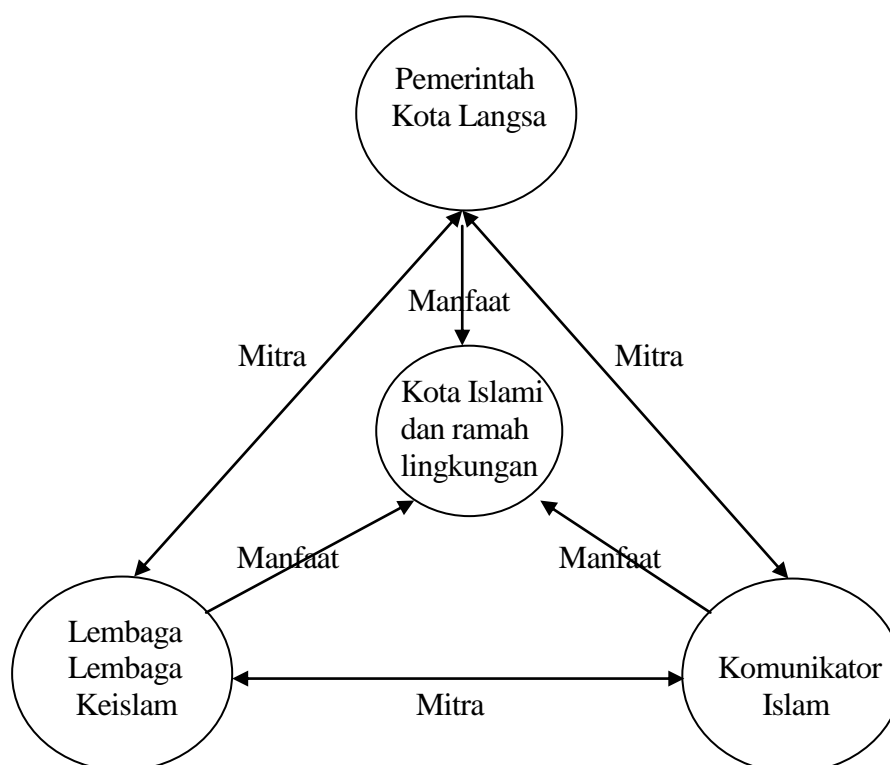 Pemerintah
Kota Langsa
Manfaat
Mitra
Mitra
Kota Islami
dan ramah
lingkungan
Manfaat
Manfaat
Lembaga
Lembaga
Keislam
Komunikator
Islam
Mitra